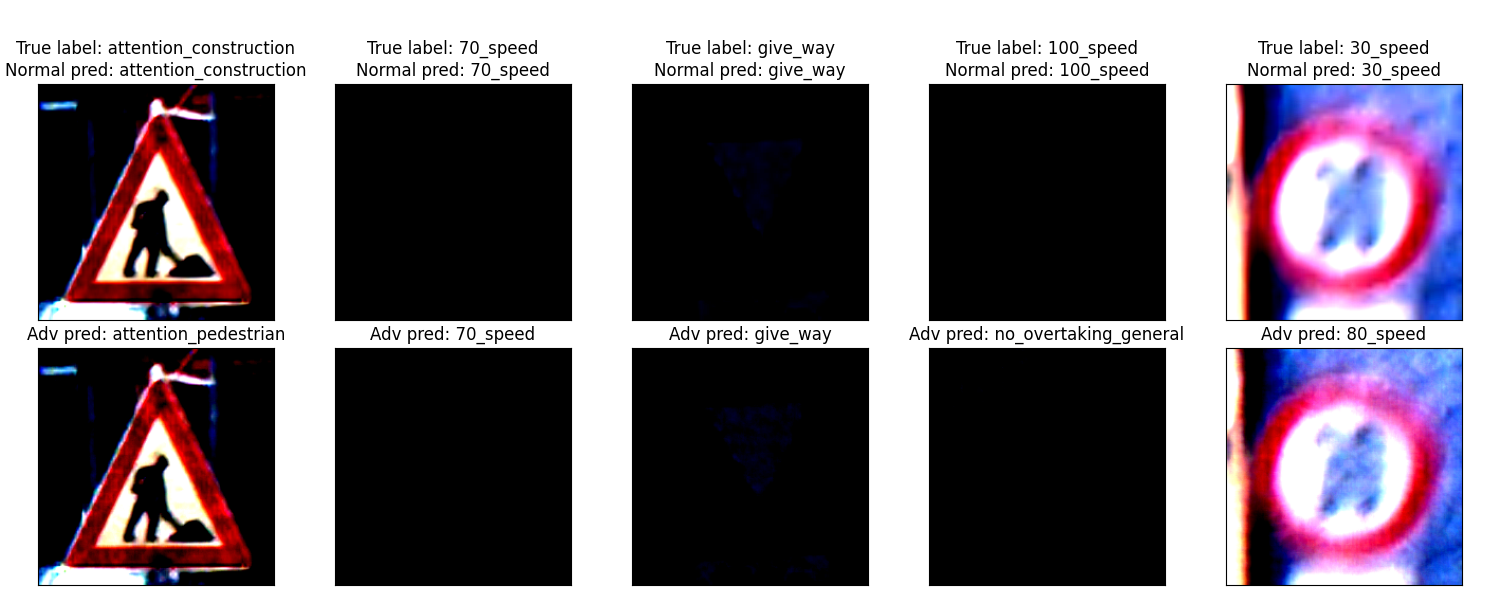 True label: attention_construction
Normal pred: attention_construction
True label: 70_speed
Normal pred: 70_speed
True label: give_way
Normal pred: give_way
True label: 100_speed
Normal pred: 100_speed
True label: 30_speed
Normal pred: 30_speed
Adv pred: attention_pedestrian
Adv pred: 70_speed
Adv pred: give_way
Adv pred: no_overtaking_general
Adv pred: 80_speed